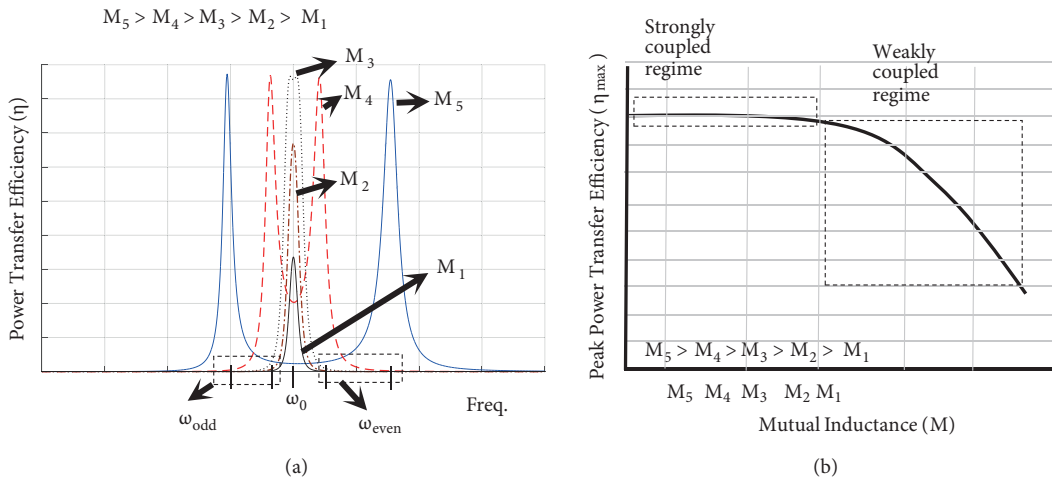 M5 > M4 > M3 > M2 > M1
Power Transfer Efficiency (η)
M3
M4
M5
M2
M1
ω0
ωodd
ωeven
Freq.
(a)
Strongly
coupled
regime
Weakly
coupled
regime
Peak Power Transfer Efficiency (ηmax)
M5 > M4 > M3 > M2 > M1
M5 M4 M3 M2 M1
Mutual Inductance (M)
(b)